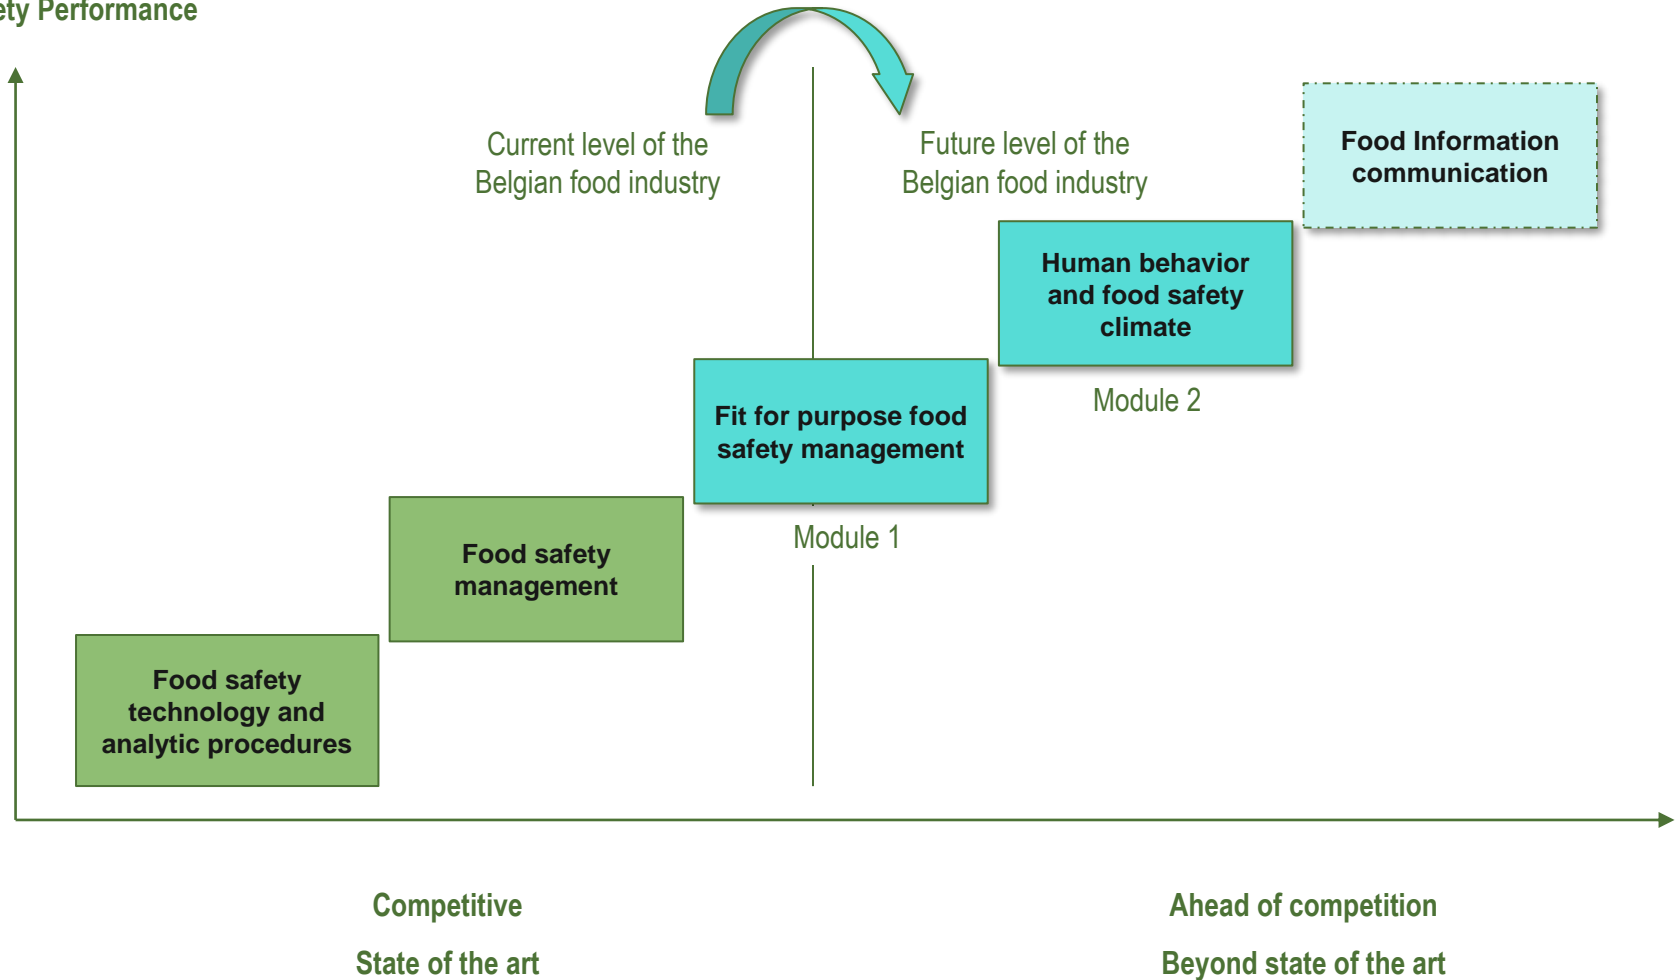 ety Performance
Current level of the
Belgian food industry
Future level of the
Belgian food industry
Food Information
communication
Human behavior
and food safety
climate
Module 2
Fit for purpose food
safety management
Module 1
Food safety
management
Food safety
technology and
analytic procedures
Competitive
State of the art
Ahead of competition
Beyond state of the art